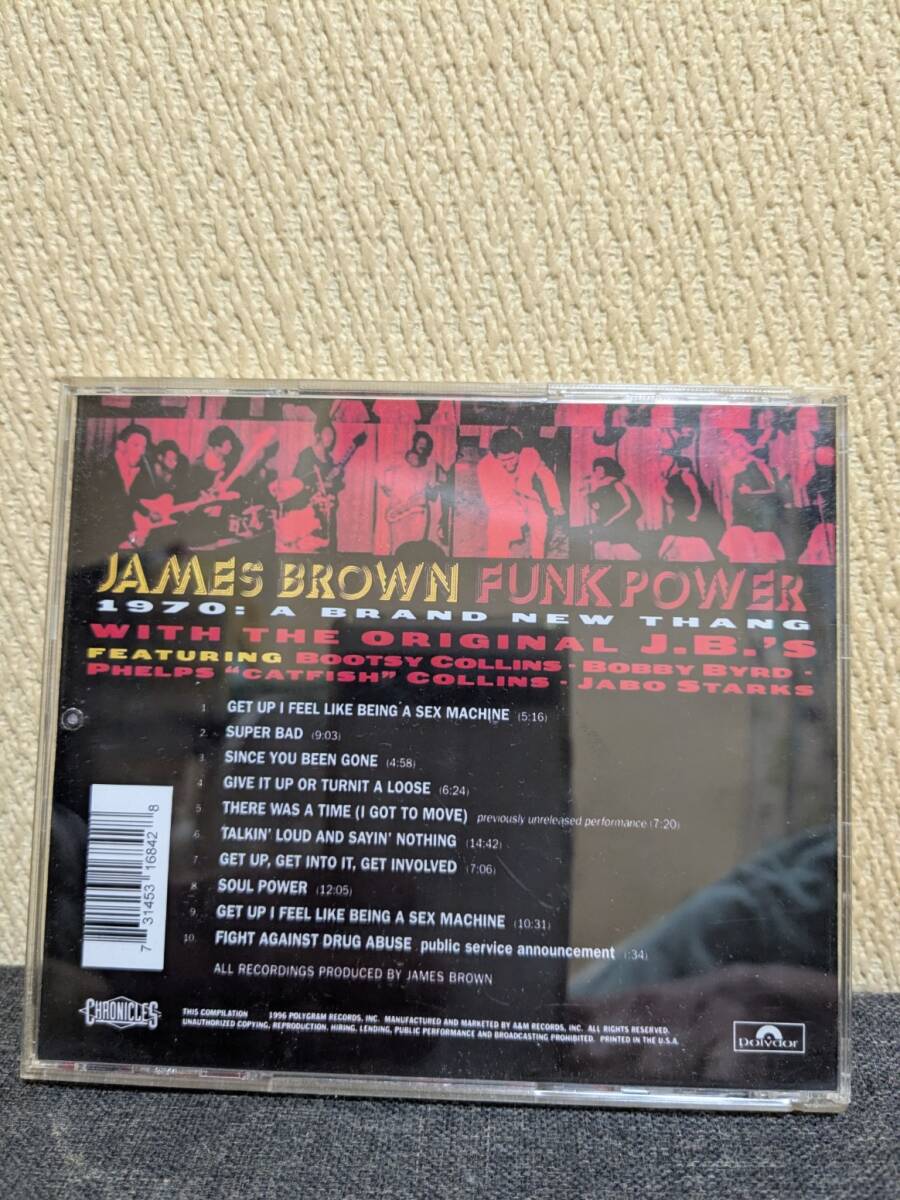 JAMES BROWN FUNK POWER
1970: A BRAND NEW THANG
WITH THE ORIGINAL J.B.'S
FEATURING BOOTSY COLLINS - BOBBY BYRD -
PHELPS "CATFISH" COLLINS - JABO STARKS
1. GET UP I FEEL LIKE BEING A SEX MACHINE (5:16)
2. SUPER BAD (9:03)
3. SINCE YOU BEEN GONE (4:58)
4. GIVE IT UP OR TURNIT A LOOSE (6:24)
5. THERE WAS A TIME (I GOT TO MOVE) previously unreleased performance (7:20)
6. TALKIN' LOUD AND SAYIN' NOTHING (14:42)
7. GET UP, GET INTO IT, GET INVOLVED (7:06)
8. SOUL POWER (12:05)
9. GET UP I FEEL LIKE BEING A SEX MACHINE (10:31)
10. FIGHT AGAINST DRUG ABUSE public service announcement (:34)
ALL RECORDINGS PRODUCED BY JAMES BROWN
7 31453 16842 8
CHRONICLES
THIS COMPILATION 1996 POLYGRAM RECORDS, INC. MANUFACTURED AND MARKETED BY A&M RECORDS, INC. ALL RIGHTS RESERVED.
UNAUTHORIZED COPYING, REPRODUCTION, HIRING, LENDING, PUBLIC PERFORMANCE AND BROADCASTING PROHIBITED. PRINTED IN THE U.S.A.
polydor